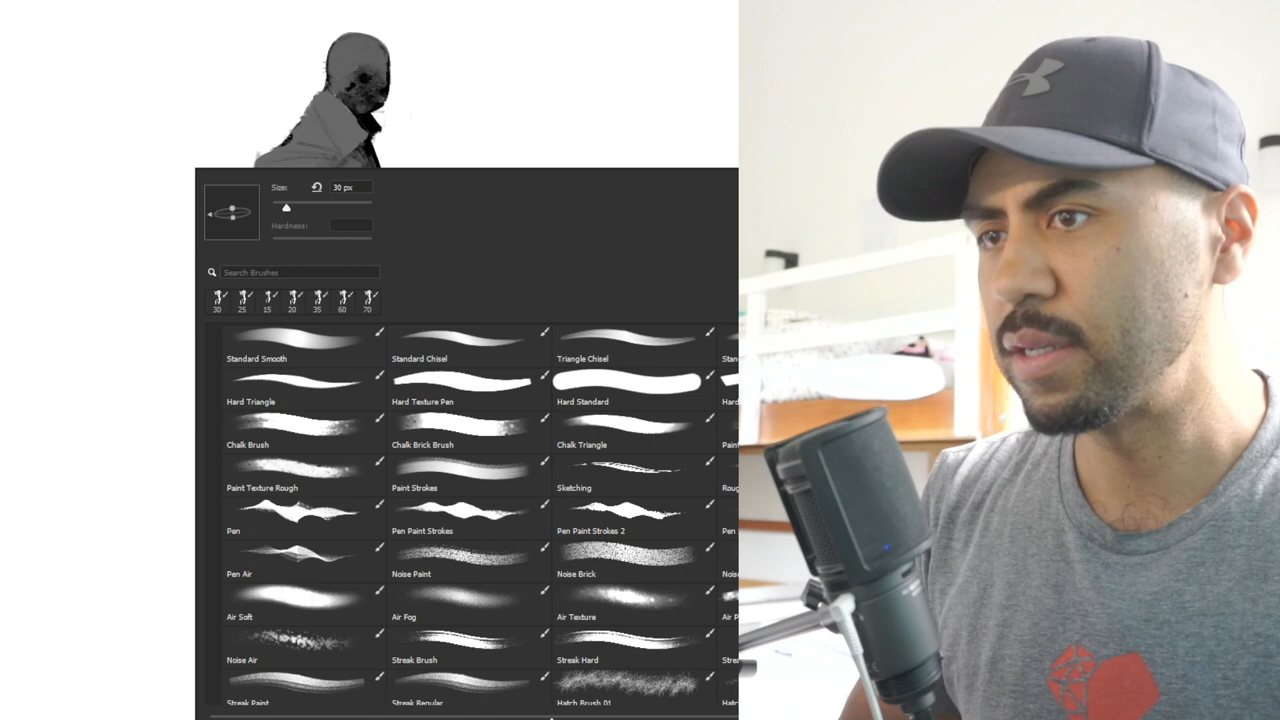 Size: 30 px
Hardness:
Search Brushes
30 25 15 20 35 60 70
Standard Smooth Standard Chisel Triangle Chisel
Hard Triangle Hard Texture Pen Hard Standard
Chalk Brush Chalk Brick Brush Chalk Triangle
Paint Texture Rough Paint Strokes Sketching
Pen Pen Paint Strokes Pen Paint Strokes 2
Pen Air Noise Paint Noise Brick
Air Soft Air Fog Air Texture
Noise Air Streak Brush Streak Hard
Streak Paint Streak Regular Hatch Brush 01